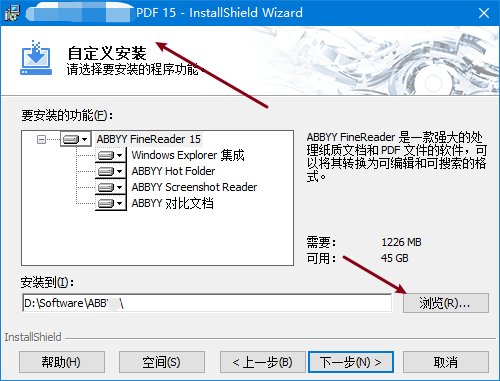 PDF 15 - InstallShield Wizard
自定义安装
请选择要安装的程序功能。
要安装的功能(F):
ABBYY FineReader 15
Windows Explorer 集成
ABBYY Hot Folder
ABBYY Screenshot Reader
ABBYY 对比文档
ABBYY FineReader 是一款强大的处
理纸质文档和 PDF 文件的软件，可
以将其转换为可编辑和可搜索的格
式。
需要： 1226 MB
可用： 45 GB
安装到(I):
D:\Software\ABB \
浏览(R)...
InstallShield
帮助(H)
空间(S)
< 上一步(B)
下一步(N) >
取消